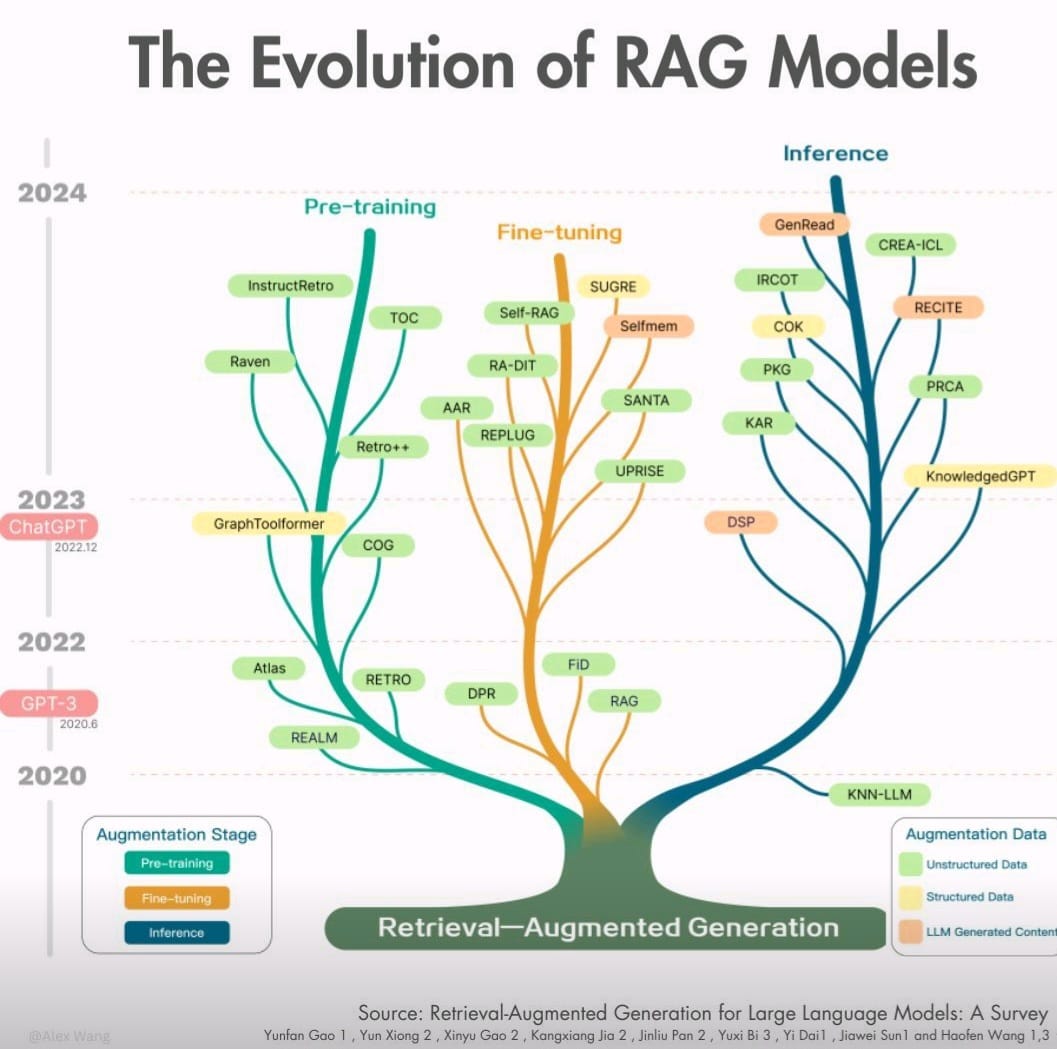 The Evolution of RAG Models
Inference
2024
Pre-training
Fine-tuning
GenRead
CREA-ICL
InstructRetro
SUGRE
IRCOT
TOC
Self-RAG
Selfmem
RECITE
COK
Raven
RA-DIT
PKG
PRCA
AAR
SANTA
REPLUG
KAR
Retro++
UPRISE
KnowledgedGPT
2023
ChatGPT
2022.12
GraphToolformer
DSP
COG
2022
Atlas
FiD
RETRO
DPR
RAG
GPT-3
2020.6
REALM
2020
KNN-LLM
Augmentation Stage
Pre-training
Fine-tuning
Inference
Augmentation Data
Unstructured Data
Structured Data
LLM Generated Content
Retrieval—Augmented Generation
Source: Retrieval-Augmented Generation for Large Language Models: A Survey
@Alex Wang
Yunfan Gao 1 , Yun Xiong 2 , Xinyu Gao 2 , Kangxiang Jia 2 , Jinliu Pan 2 , Yuxi Bi 3 , Yi Dai1 , Jiawei Sun1 and Haofen Wang 1,3